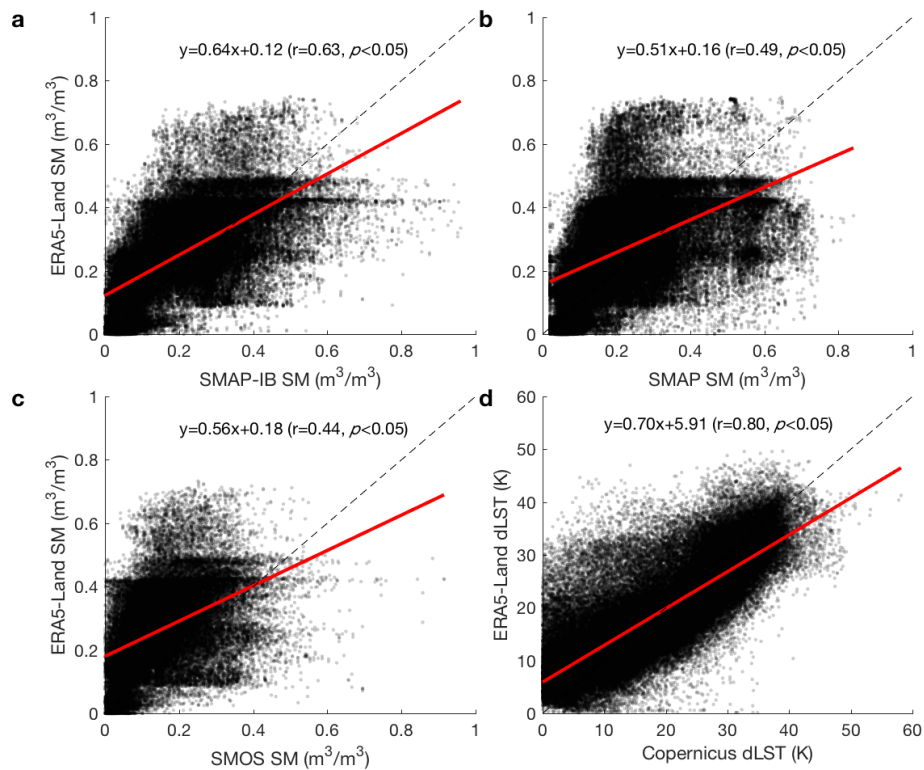 a
y=0.64x+0.12 (r=0.63, p<0.05)
1
0.8
0.6
0.4
0.2
0
ERA5-Land SM (m³/m³)
0 0.2 0.4 0.6 0.8 1
SMAP-IB SM (m³/m³)
b
y=0.51x+0.16 (r=0.49, p<0.05)
1
0.8
0.6
0.4
0.2
0
ERA5-Land SM (m³/m³)
0 0.2 0.4 0.6 0.8 1
SMAP SM (m³/m³)
c
y=0.56x+0.18 (r=0.44, p<0.05)
1
0.8
0.6
0.4
0.2
0
ERA5-Land SM (m³/m³)
0 0.2 0.4 0.6 0.8 1
SMOS SM (m³/m³)
d
y=0.70x+5.91 (r=0.80, p<0.05)
60
50
40
30
20
10
0
ERA5-Land dLST (K)
0 10 20 30 40 50 60
Copernicus dLST (K)